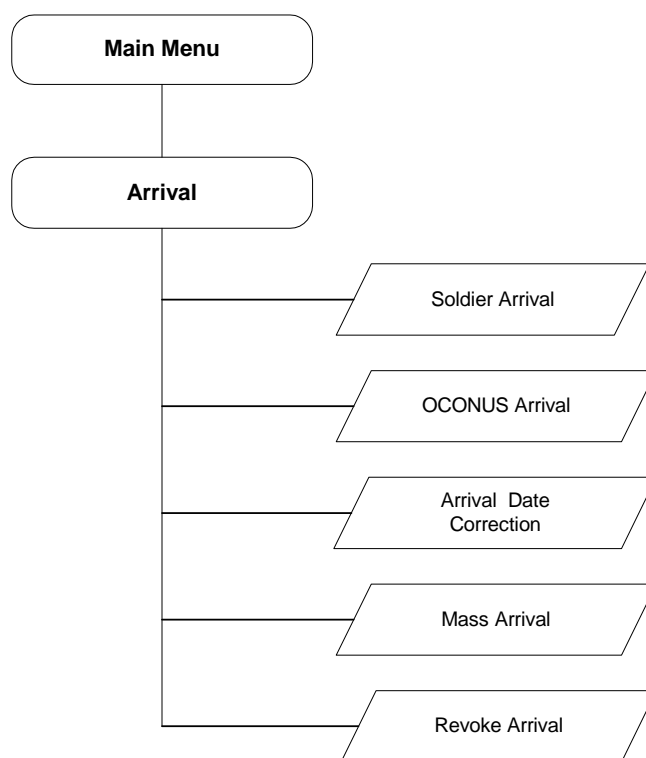 Main Menu
Arrival
Soldier Arrival
OCONUS Arrival
Arrival Date
Correction
Mass Arrival
Revoke Arrival